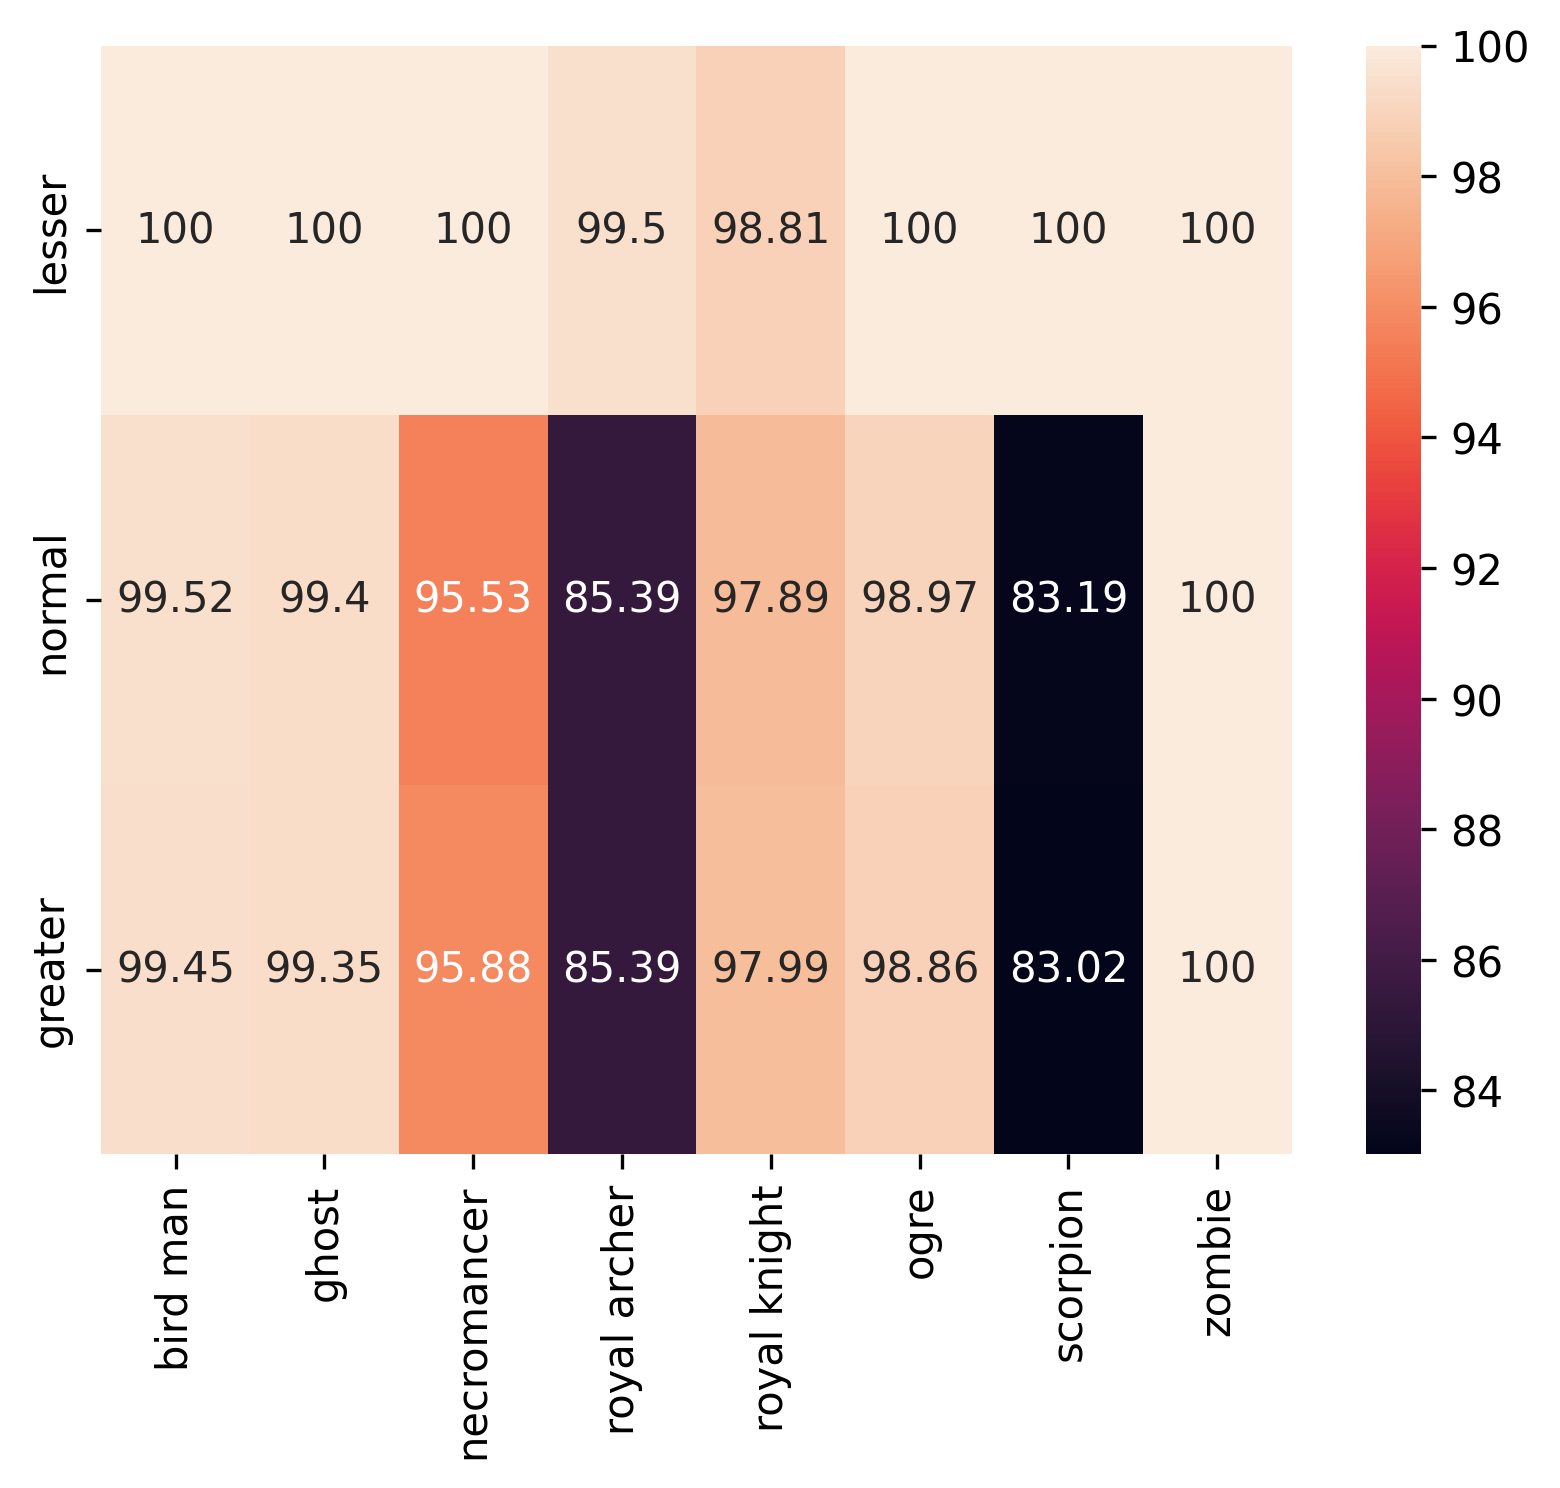 100
98
96
94
92
90
88
86
84
lesser
100 100 100 99.5 98.81 100 100 100
normal
99.52 99.4 95.53 85.39 97.89 98.97 83.19 100
greater
99.45 99.35 95.88 85.39 97.99 98.86 83.02 100
bird man
ghost
necromancer
royal archer
royal knight
ogre
scorpion
zombie